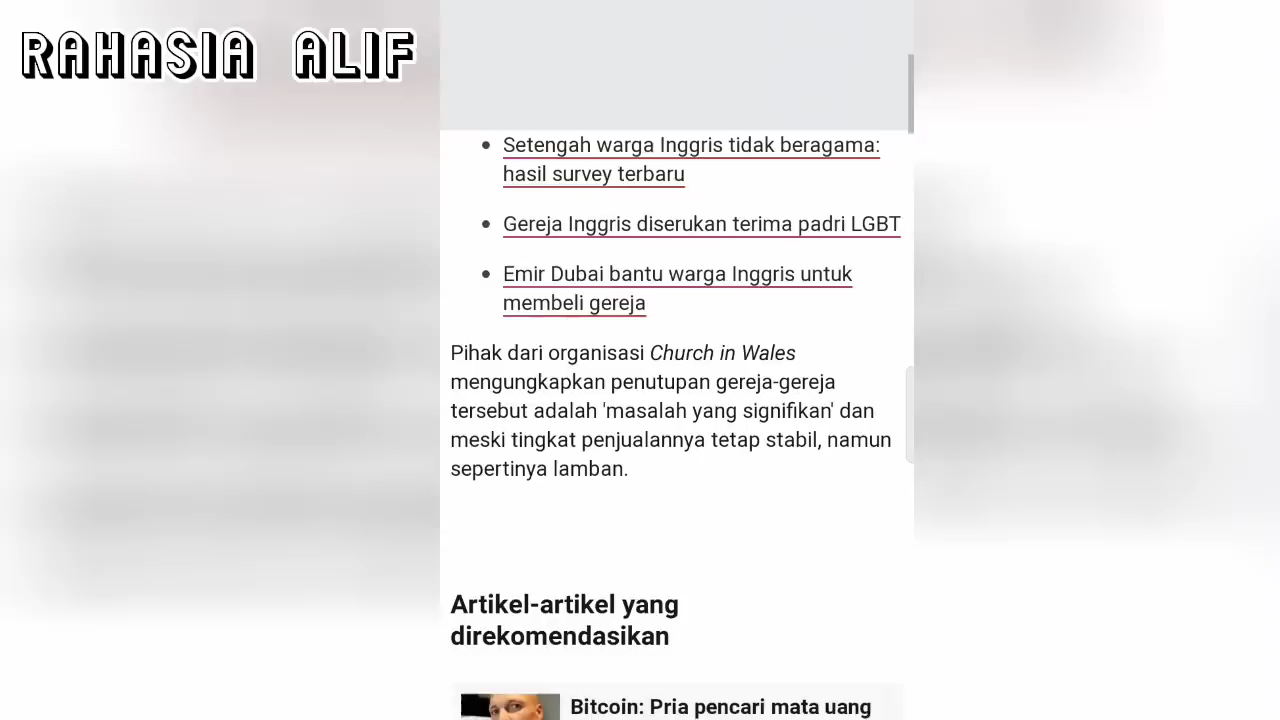 RAHASIA ALIF
Setengah warga Inggris tidak beragama:
hasil survey terbaru
Gereja Inggris diserukan terima padri LGBT
Emir Dubai bantu warga Inggris untuk
membeli gereja
Pihak dari organisasi Church in Wales
mengungkapkan penutupan gereja-gereja
tersebut adalah 'masalah yang signifikan' dan
meski tingkat penjualannya tetap stabil, namun
sepertinya lamban.
Artikel-artikel yang
direkomendasikan
Bitcoin: Pria pencari mata uang